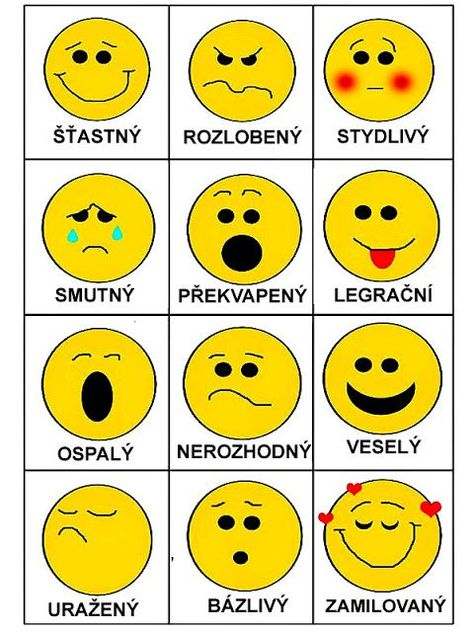 ŠŤASTNÝ
ROZLOBENÝ
STYDLIVÝ
SMUTNÝ
PŘEKVAPENÝ
LEGRAČNÍ
OSPALÝ
NEROZHODNÝ
VESELÝ
URAŽENÝ
BÁZLIVÝ
ZAMILOVANÝ